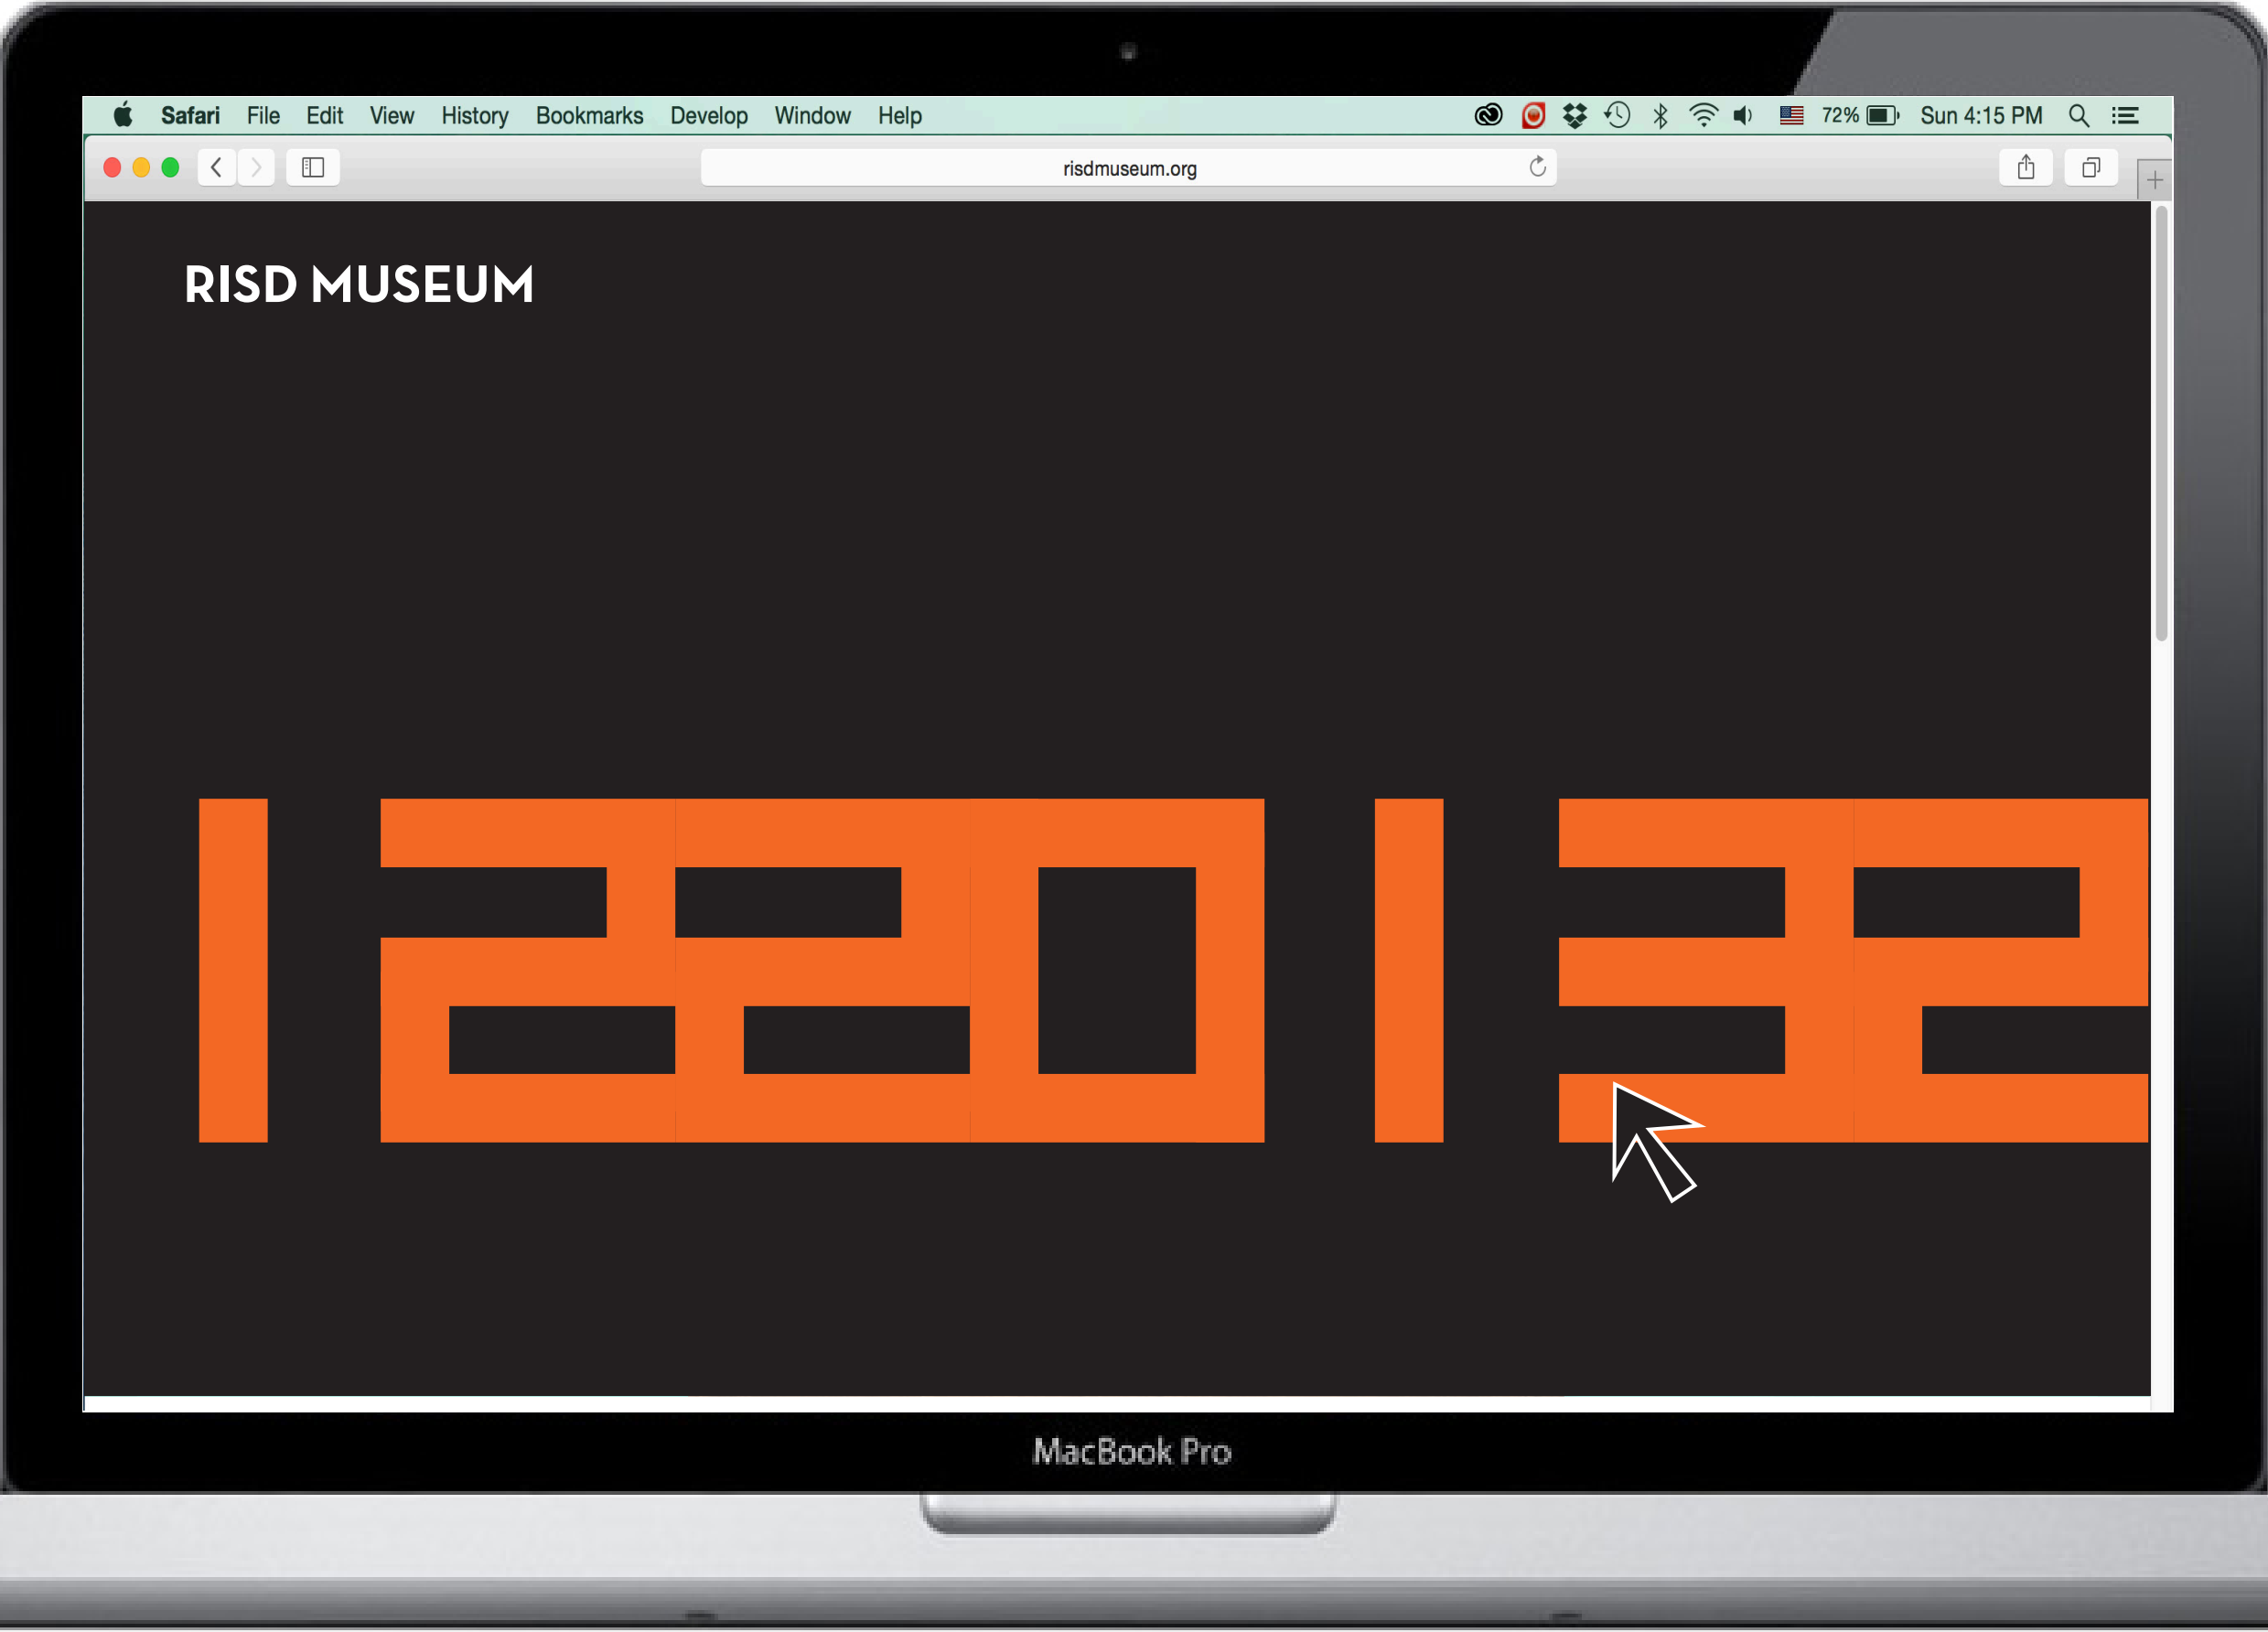 Safari File Edit View History Bookmarks Develop Window Help 72% Sun 4:15 PM
risdmuseum.org
RISD MUSEUM
1220132
MacBook Pro